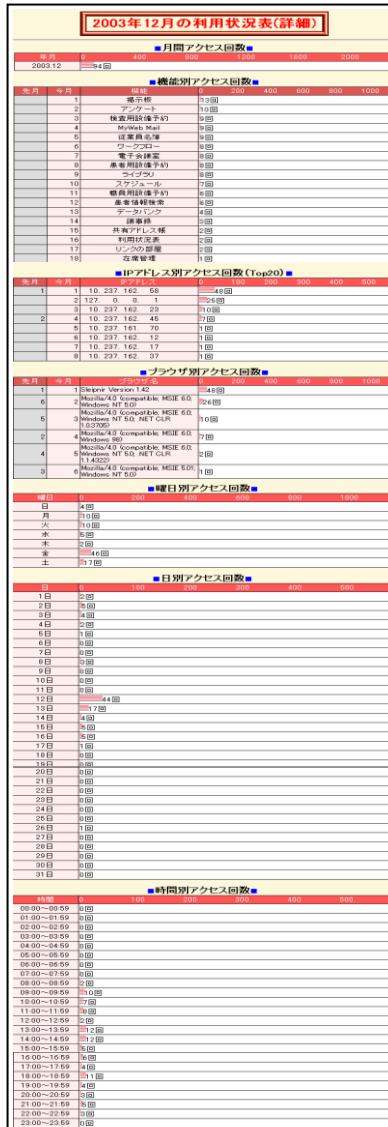 2003年12月の利用状況表(詳細)
■月間アクセス回数■
年月 0 400 800 1200 1600 2000
2003.12 94回
■機能別アクセス回数■
先月 今月 機能 0 200 400 600 800 1000
1 掲示板 13回
2 アンケート 10回
3 検査用設備予約 9回
4 MyWeb Mail 9回
5 従業員名簿 9回
6 ワークフロー 8回
7 電子会議室 8回
8 患者用設備予約 8回
9 ライブラリ 8回
10 スケジュール 7回
11 職員用設備予約 6回
12 患者情報検索 6回
13 データバンク 4回
14 議事録 3回
15 共有アドレス帳 2回
16 利用状況表 2回
17 リンクの部屋 2回
18 在席管理 1回
■IPアドレス別アクセス回数(Top20)■
先月 今月 IPアドレス 0 200 400 600 800 1000
1 1 10. 237. 162. 58 48回
2 127. 0. 0. 1 25回
3 10. 237. 162. 23 10回
2 4 10. 237. 162. 45 7回
5 10. 237. 161. 70 1回
6 10. 237. 162. 12 1回
7 10. 237. 162. 17 1回
8 10. 237. 162. 37 1回
■ブラウザ別アクセス回数■
先月 今月 ブラウザ名 0 200 400 600 800 1000
1 1 Sleipnir Version 1.42 48回
6 2 Mozilla/4.0 (compatible; MSIE 6.0; Windows NT 5.0) 26回
5 3 Mozilla/4.0 (compatible; MSIE 6.0; Windows NT 5.0; .NET CLR 1.0.3705) 10回
2 4 Mozilla/4.0 (compatible; MSIE 6.0; Windows 98) 7回
4 5 Mozilla/4.0 (compatible; MSIE 6.0; Windows NT 5.0; .NET CLR 1.1.4322) 2回
3 6 Mozilla/4.0 (compatible; MSIE 5.01; Windows NT 5.0) 1回
■曜日別アクセス回数■
曜日 0 200 400 600 800 1000
日 4回
月 10回
火 10回
水 5回
木 2回
金 46回
土 17回
■日別アクセス回数■
日 0 100 200 300 400 500
1日 2回
2日 5回
3日 4回
4日 2回
5日 1回
6日 0回
7日 0回
8日 3回
9日 0回
10日 0回
11日 0回
12日 44回
13日 17回
14日 4回
15日 5回
16日 5回
17日 1回
18日 0回
19日 0回
20日 0回
21日 0回
22日 0回
23日 0回
24日 0回
25日 0回
26日 1回
27日 0回
28日 0回
29日 0回
30日 0回
31日 0回
■時間別アクセス回数■
時間 0 100 200 300 400 500
00:00～00:59 0回
01:00～01:59 0回
02:00～02:59 0回
03:00～03:59 0回
04:00～04:59 0回
05:00～05:59 0回
06:00～06:59 0回
07:00～07:59 0回
08:00～08:59 2回
09:00～09:59 10回
10:00～10:59 7回
11:00～11:59 8回
12:00～12:59 2回
13:00～13:59 12回
14:00～14:59 12回
15:00～15:59 5回
16:00～16:59 6回
17:00～17:59 4回
18:00～18:59 11回
19:00～19:59 4回
20:00～20:59 3回
21:00～21:59 5回
22:00～22:59 3回
23:00～23:59 0回